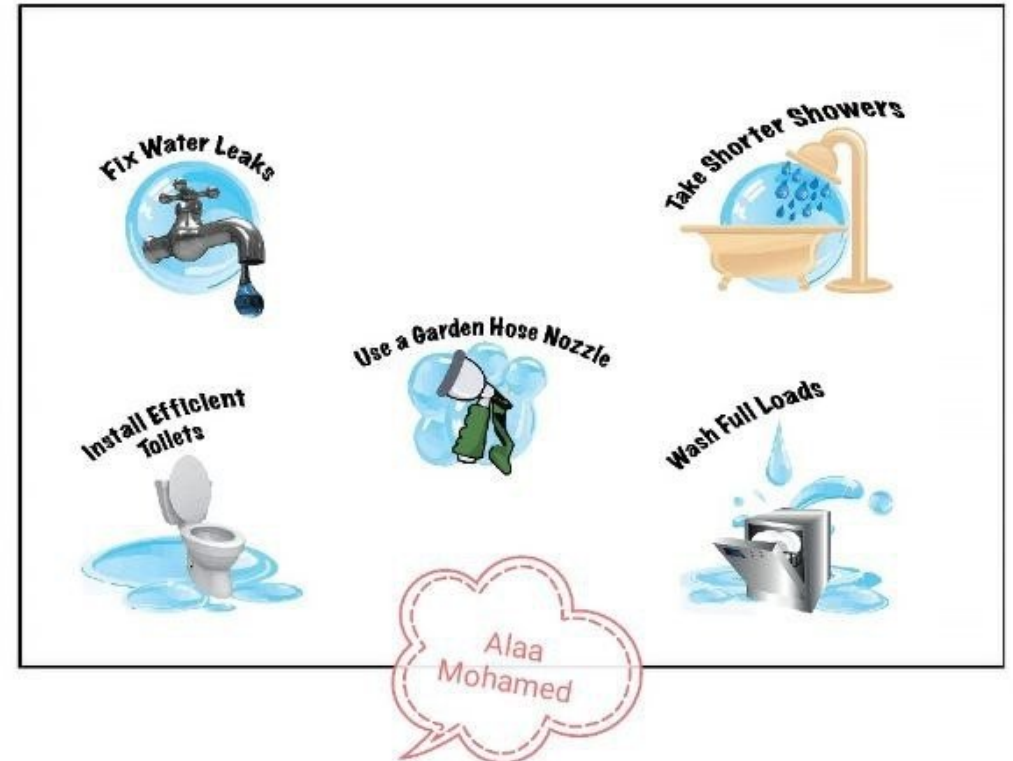 Fix Water Leaks
Take Shorter Showers
Use a Garden Hose Nozzle
Install Efficient
Toilets
Wash Full Loads
Alaa
Mohamed